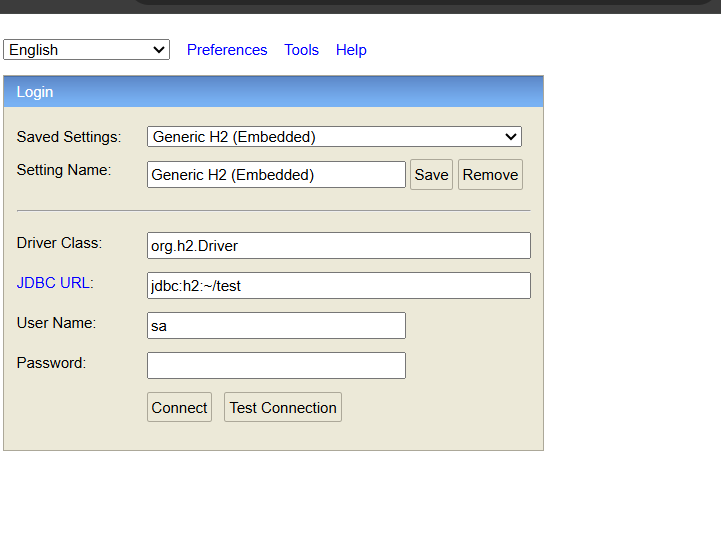 English Preferences Tools Help
Login
Saved Settings: Generic H2 (Embedded)
Setting Name: Generic H2 (Embedded) Save Remove
Driver Class: org.h2.Driver
JDBC URL: jdbc:h2:~/test
User Name: sa
Password:
Connect Test Connection